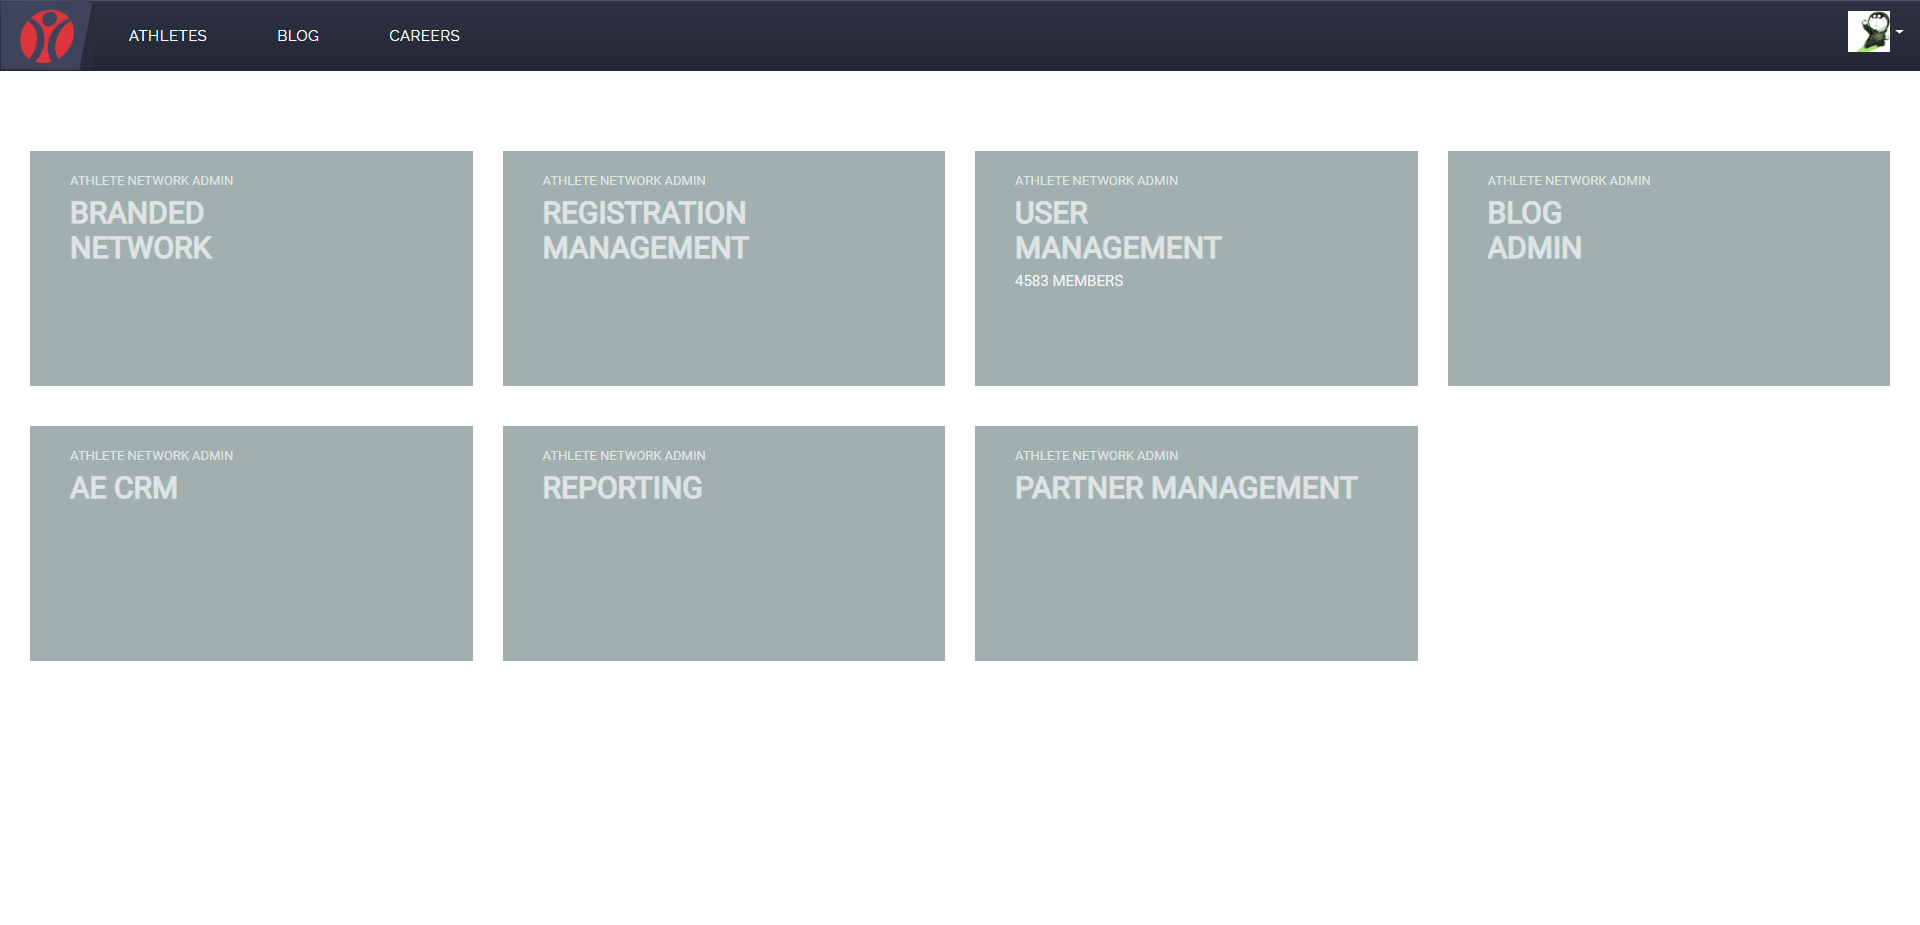 ATHLETES BLOG CAREERS
ATHLETE NETWORK ADMIN
BRANDED
NETWORK
ATHLETE NETWORK ADMIN
REGISTRATION
MANAGEMENT
ATHLETE NETWORK ADMIN
USER
MANAGEMENT
4583 MEMBERS
ATHLETE NETWORK ADMIN
BLOG
ADMIN
ATHLETE NETWORK ADMIN
AE CRM
ATHLETE NETWORK ADMIN
REPORTING
ATHLETE NETWORK ADMIN
PARTNER MANAGEMENT